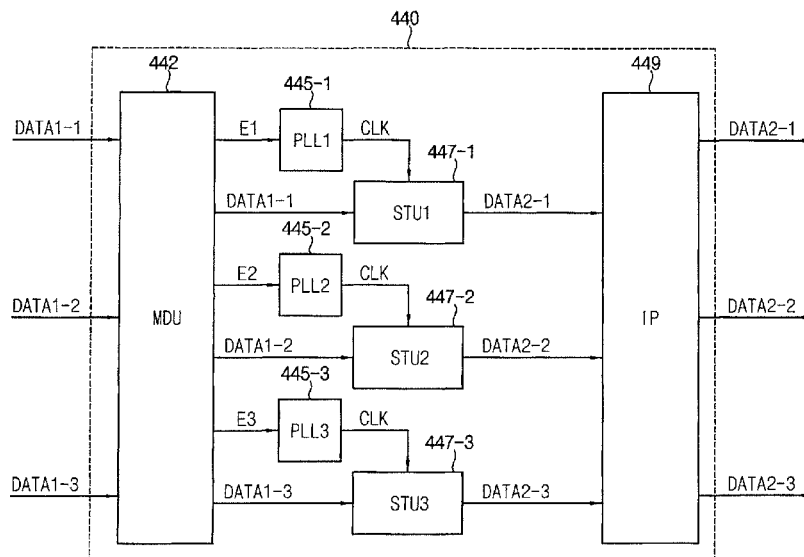 440
442
449
445-1
DATA1-1
E1
PLL1
CLK
DATA2-1
447-1
DATA1-1
STU1
DATA2-1
445-2
E2
PLL2
CLK
447-2
DATA1-2
MDU
IP
DATA2-2
DATA1-2
STU2
DATA2-2
445-3
E3
PLL3
CLK
447-3
DATA1-3
DATA2-3
DATA1-3
STU3
DATA2-3